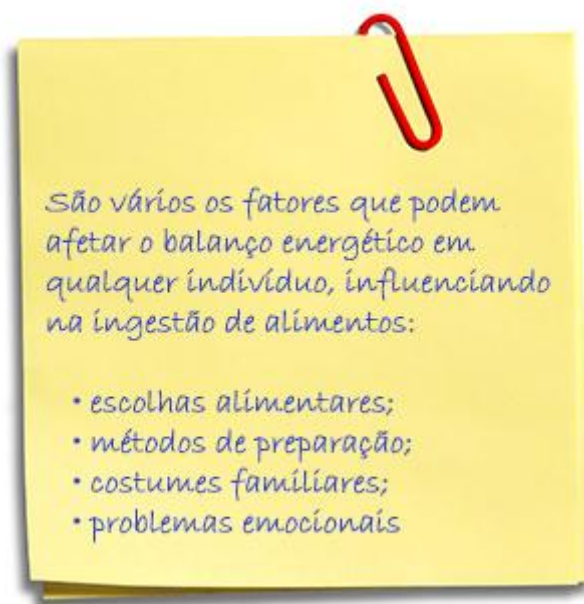 São vários os fatores que podem
afetar o balanço energético em
qualquer indivíduo, influenciando
na ingestão de alimentos:
• escolhas alimentares;
• métodos de preparação;
• costumes familiares;
• problemas emocionais